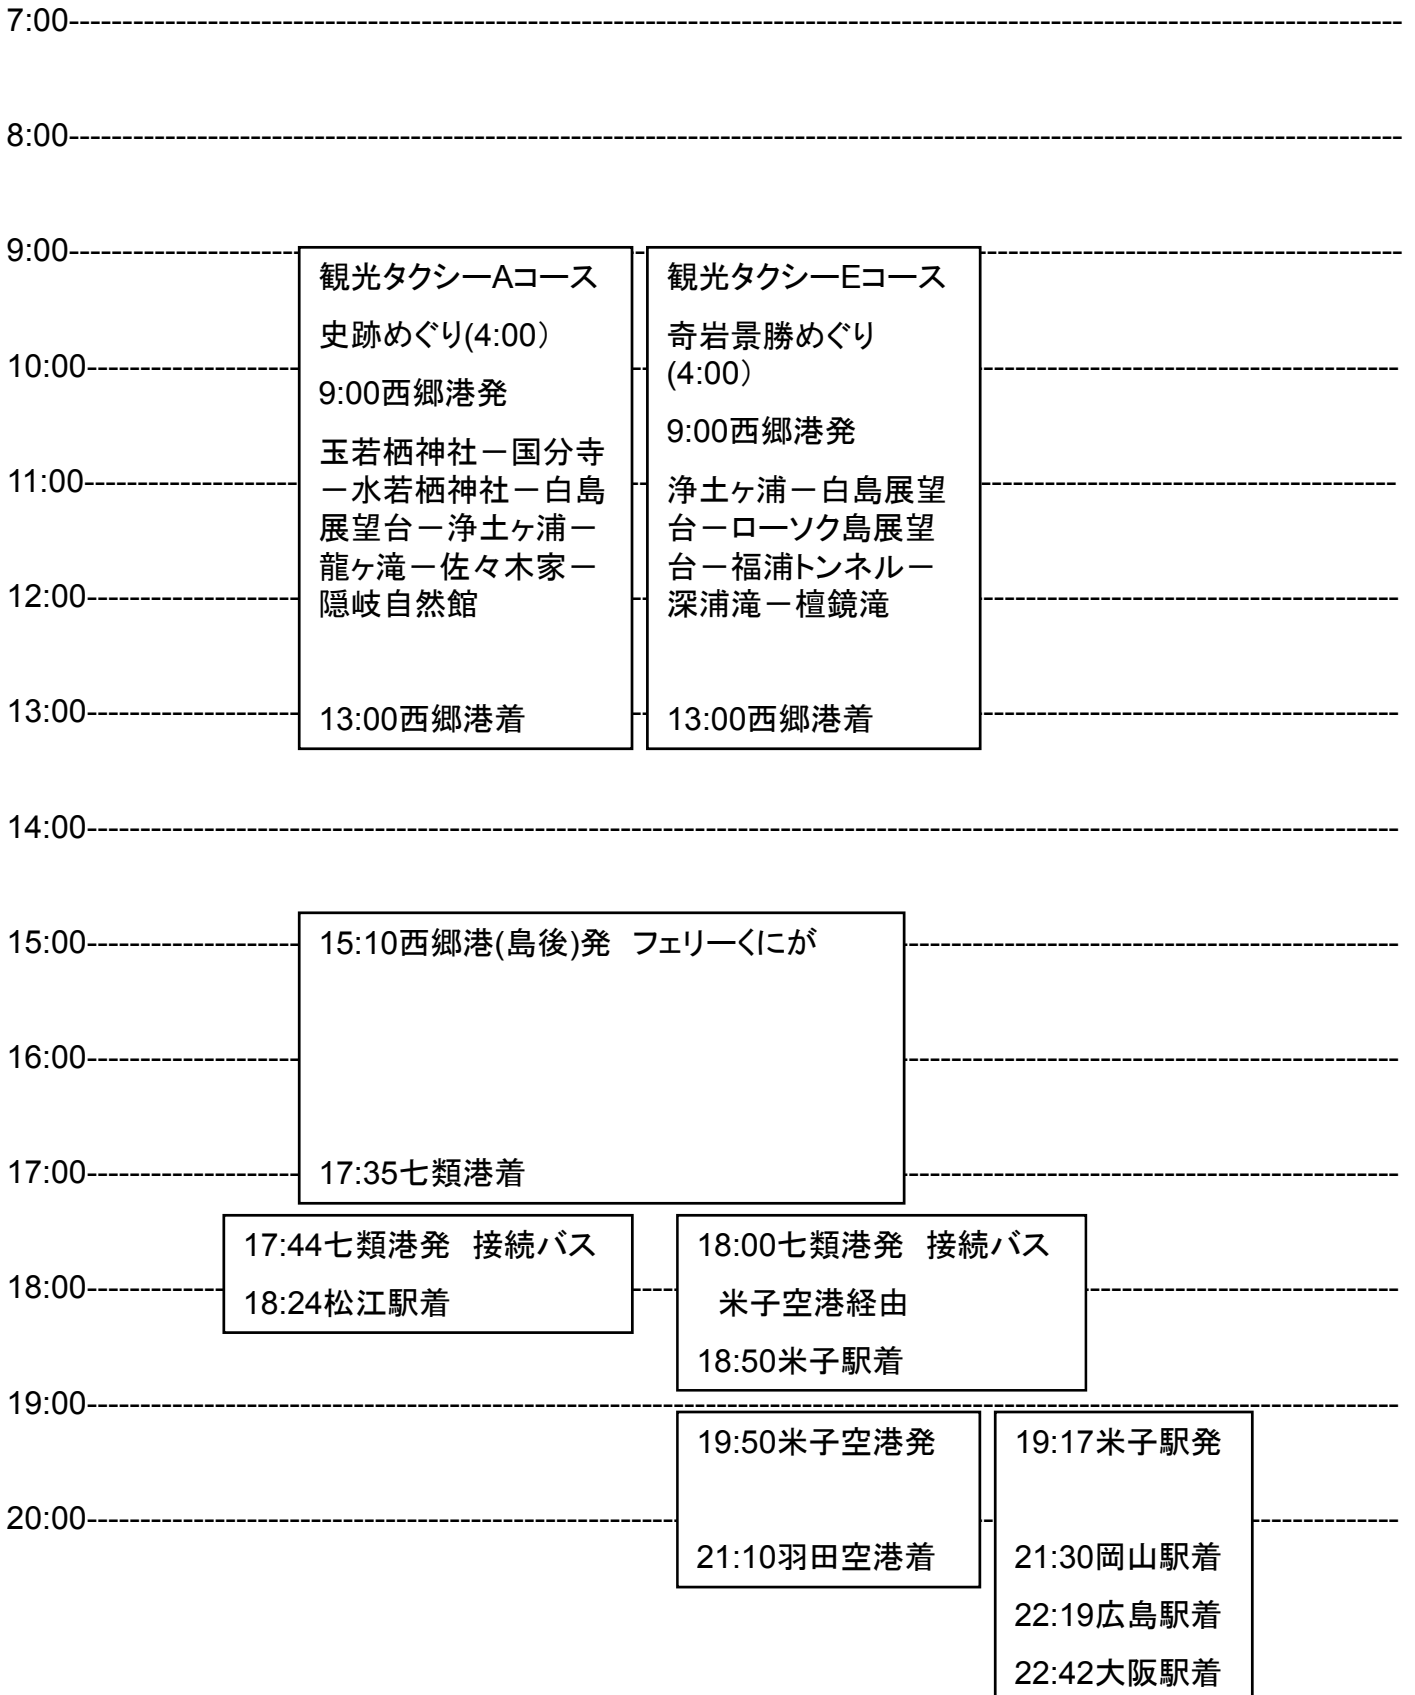 7:00
8:00
9:00
観光タクシーAコース
史跡めぐり(4:00)
9:00西郷港発
玉若栖神社－国分寺
－水若栖神社－白島
展望台－浄土ヶ浦－
龍ヶ滝－佐々木家－
隠岐自然館
13:00西郷港着
観光タクシーEコース
奇岩景勝めぐり
(4:00)
9:00西郷港発
浄土ヶ浦－白島展望
台－ローソク島展望
台－福浦トンネル－
深浦滝－檀鏡滝
13:00西郷港着
10:00
11:00
12:00
13:00
14:00
15:00
15:10西郷港(島後)発　フェリーくにが
16:00
17:00
17:35七類港着
17:44七類港発　接続バス
18:24松江駅着
18:00七類港発　接続バス
米子空港経由
18:50米子駅着
18:00
19:00
19:50米子空港発
21:10羽田空港着
19:17米子駅発
21:30岡山駅着
22:19広島駅着
22:42大阪駅着
20:00